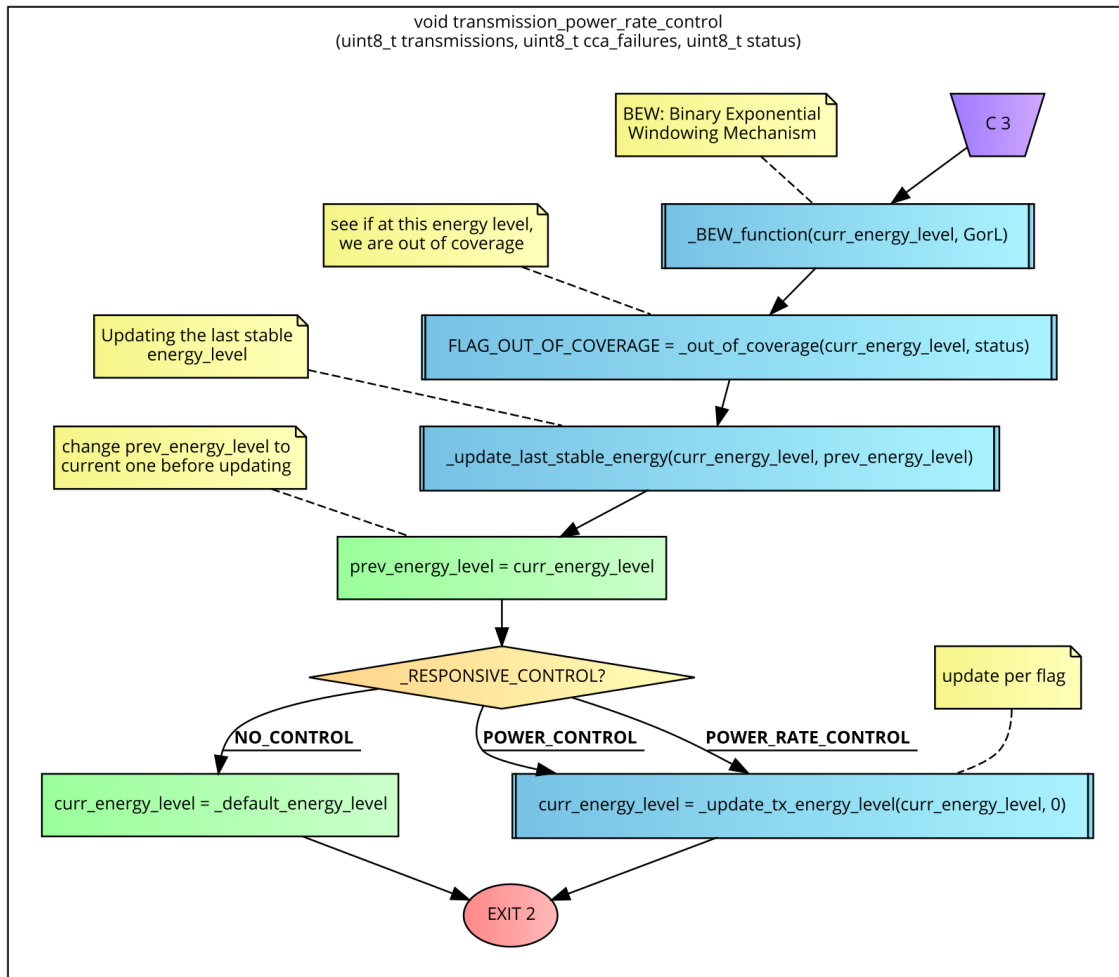 void transmission_power_rate_control
(uint8_t transmissions, uint8_t cca_failures, uint8_t status)
BEW: Binary Exponential
Windowing Mechanism
C 3
see if at this energy level,
we are out of coverage
_BEW_function(curr_energy_level, GorL)
Updating the last stable
energy_level
FLAG_OUT_OF_COVERAGE = _out_of_coverage(curr_energy_level, status)
change prev_energy_level to
current one before updating
_update_last_stable_energy(curr_energy_level, prev_energy_level)
prev_energy_level = curr_energy_level
_RESPONSIVE_CONTROL?
update per flag
NO_CONTROL
POWER_CONTROL
POWER_RATE_CONTROL
curr_energy_level = _default_energy_level
curr_energy_level = _update_tx_energy_level(curr_energy_level, 0)
EXIT 2